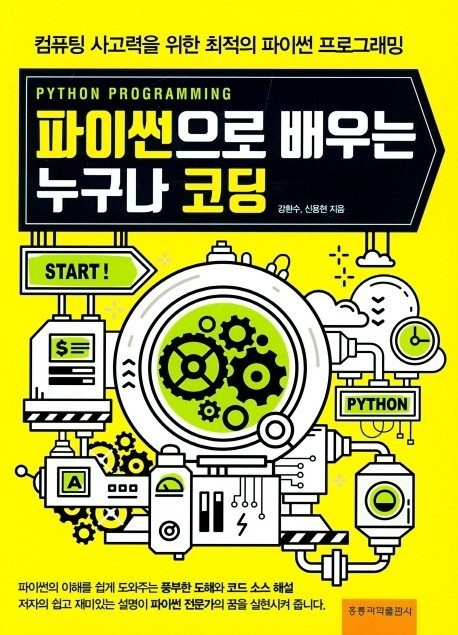 컴퓨팅 사고력을 위한 최적의 파이썬 프로그래밍
PYTHON PROGRAMMING
파이썬으로 배우는
누구나 코딩
강환수, 신용현 지음
START!
$
PYTHON
A
파이썬의 이해를 쉽게 도와주는 풍부한 도해와 코드 소스 해설
저자의 쉽고 재미있는 설명이 파이썬 전문가의 꿈을 실현시켜 줍니다.
홍릉과학출판사